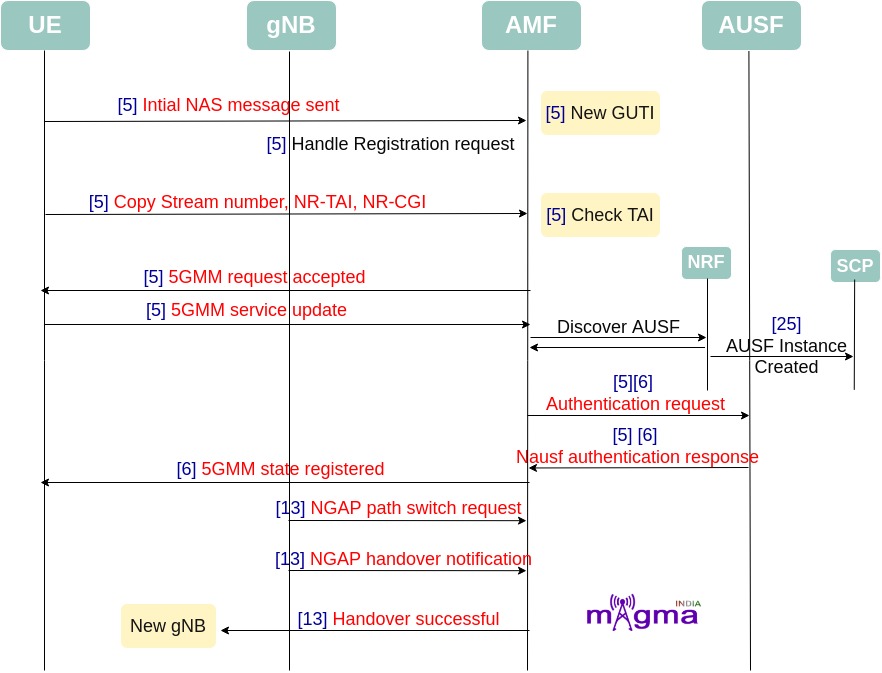 UE
gNB
AMF
AUSF
[5] Intial NAS message sent
[5] New GUTI
[5] Handle Registration request
[5] Copy Stream number, NR-TAI, NR-CGI
[5] Check TAI
NRF
SCP
[5] 5GMM request accepted
[5] 5GMM service update
Discover AUSF
[25]
AUSF Instance
Created
[5][6]
Authentication request
[5] [6]
Nausf authentication response
[6] 5GMM state registered
[13] NGAP path switch request
[13] NGAP handover notification
INDIA
magma
New gNB
[13] Handover successful